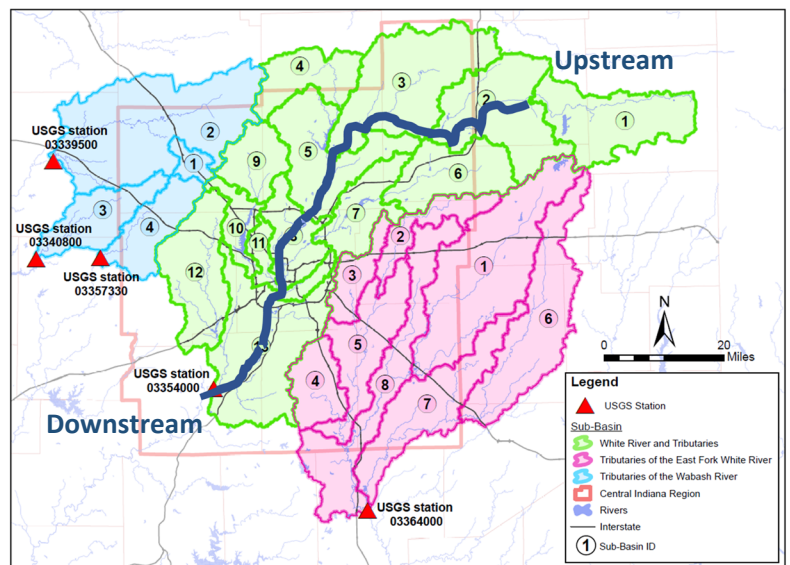 Upstream
4
3
2
1
USGS station
03339500
2
1
9
5
6
3
4
10
11
7
2
USGS station
03340800
USGS station
03357330
12
3
1
6
5
4
8
7
N
0
20
Miles
USGS station
03354000
Downstream
USGS station
03364000
Legend
USGS Station
Sub-Basin
White River and Tributaries
Tributaries of the East Fork White River
Tributaries of the Wabash River
Central Indiana Region
Rivers
Interstate
1 Sub-Basin ID